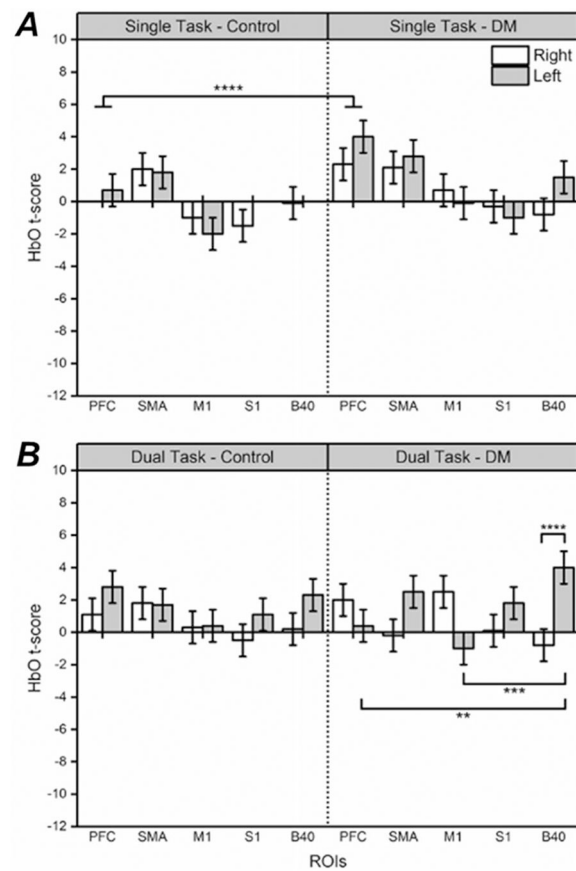 A
Single Task - Control
Single Task - DM
10
8
6
4
2
0
-2
-4
-6
-8
-10
-12
HbO t-score
Right
Left
****
PFC SMA M1 S1 B40 PFC SMA M1 S1 B40
B
Dual Task - Control
Dual Task - DM
10
8
6
4
2
0
-2
-4
-6
-8
-10
-12
HbO t-score
****
***
**
PFC SMA M1 S1 B40 PFC SMA M1 S1 B40
ROIs